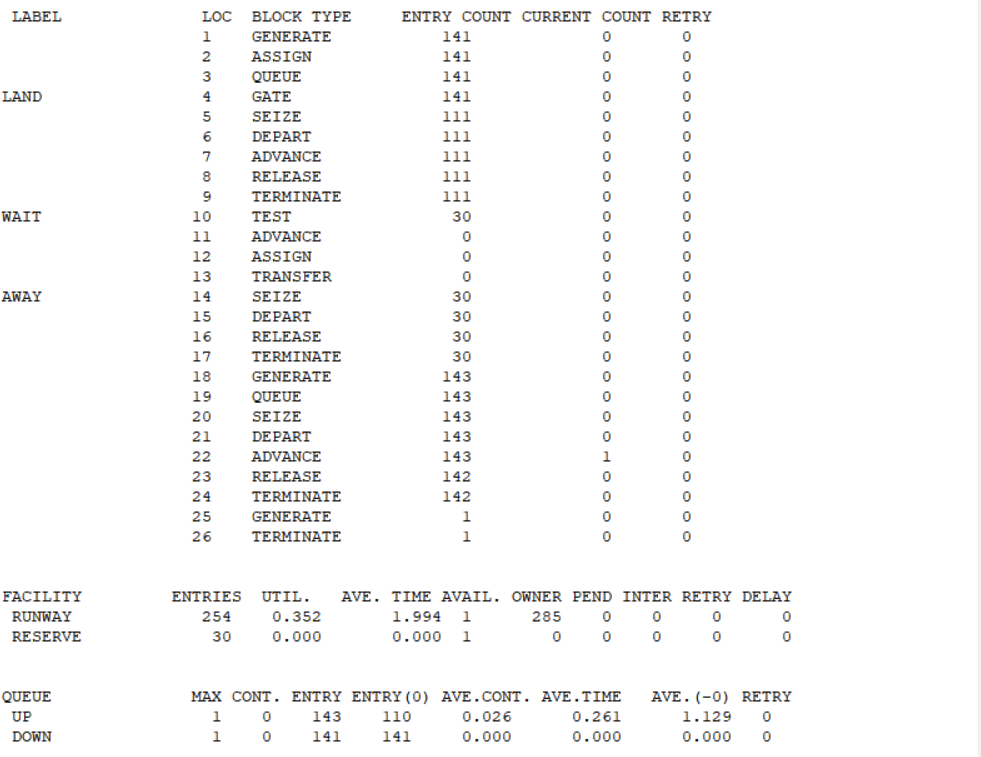 LABEL LOC BLOCK TYPE ENTRY COUNT CURRENT COUNT RETRY
1 GENERATE 141 0 0
2 ASSIGN 141 0 0
3 QUEUE 141 0 0
LAND 4 GATE 141 0 0
5 SEIZE 111 0 0
6 DEPART 111 0 0
7 ADVANCE 111 0 0
8 RELEASE 111 0 0
9 TERMINATE 111 0 0
WAIT 10 TEST 30 0 0
11 ADVANCE 0 0 0
12 ASSIGN 0 0 0
13 TRANSFER 0 0 0
AWAY 14 SEIZE 30 0 0
15 DEPART 30 0 0
16 RELEASE 30 0 0
17 TERMINATE 30 0 0
18 GENERATE 143 0 0
19 QUEUE 143 0 0
20 SEIZE 143 0 0
21 DEPART 143 0 0
22 ADVANCE 143 1 0
23 RELEASE 142 0 0
24 TERMINATE 142 0 0
25 GENERATE 1 0 0
26 TERMINATE 1 0 0
FACILITY ENTRIES UTIL. AVE. TIME AVAIL. OWNER PEND INTER RETRY DELAY
RUNWAY 254 0.352 1.994 1 285 0 0 0 0
RESERVE 30 0.000 0.000 1 0 0 0 0 0
QUEUE MAX CONT. ENTRY ENTRY(0) AVE.CONT. AVE.TIME AVE.(-0) RETRY
UP 1 0 143 110 0.026 0.261 1.129 0
DOWN 1 0 141 141 0.000 0.000 0.000 0